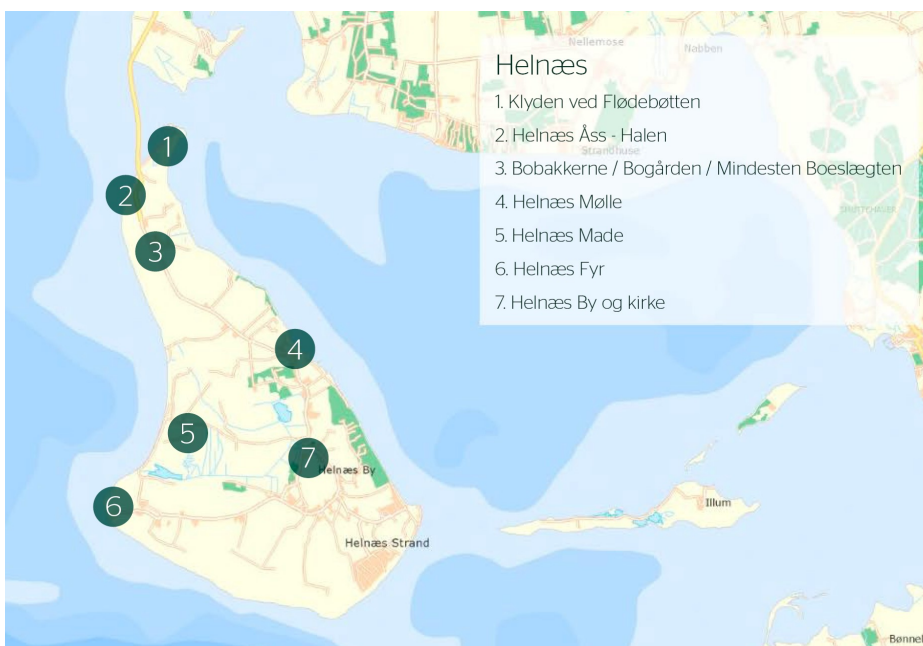 Nellemose
Nabben
Helnæs
1. Klyden ved Flødebøtten
2. Helnæs Åss - Halen
Strandhuse
3. Bobakkerne / Bogården / Mindesten Boeslægten
4. Helnæs Mølle
5. Helnæs Made
6. Helnæs Fyr
7. Helnæs By og kirke
1
2
3
4
5
7
Helnæs By
6
Illum
Helnæs Strand
Bønnel